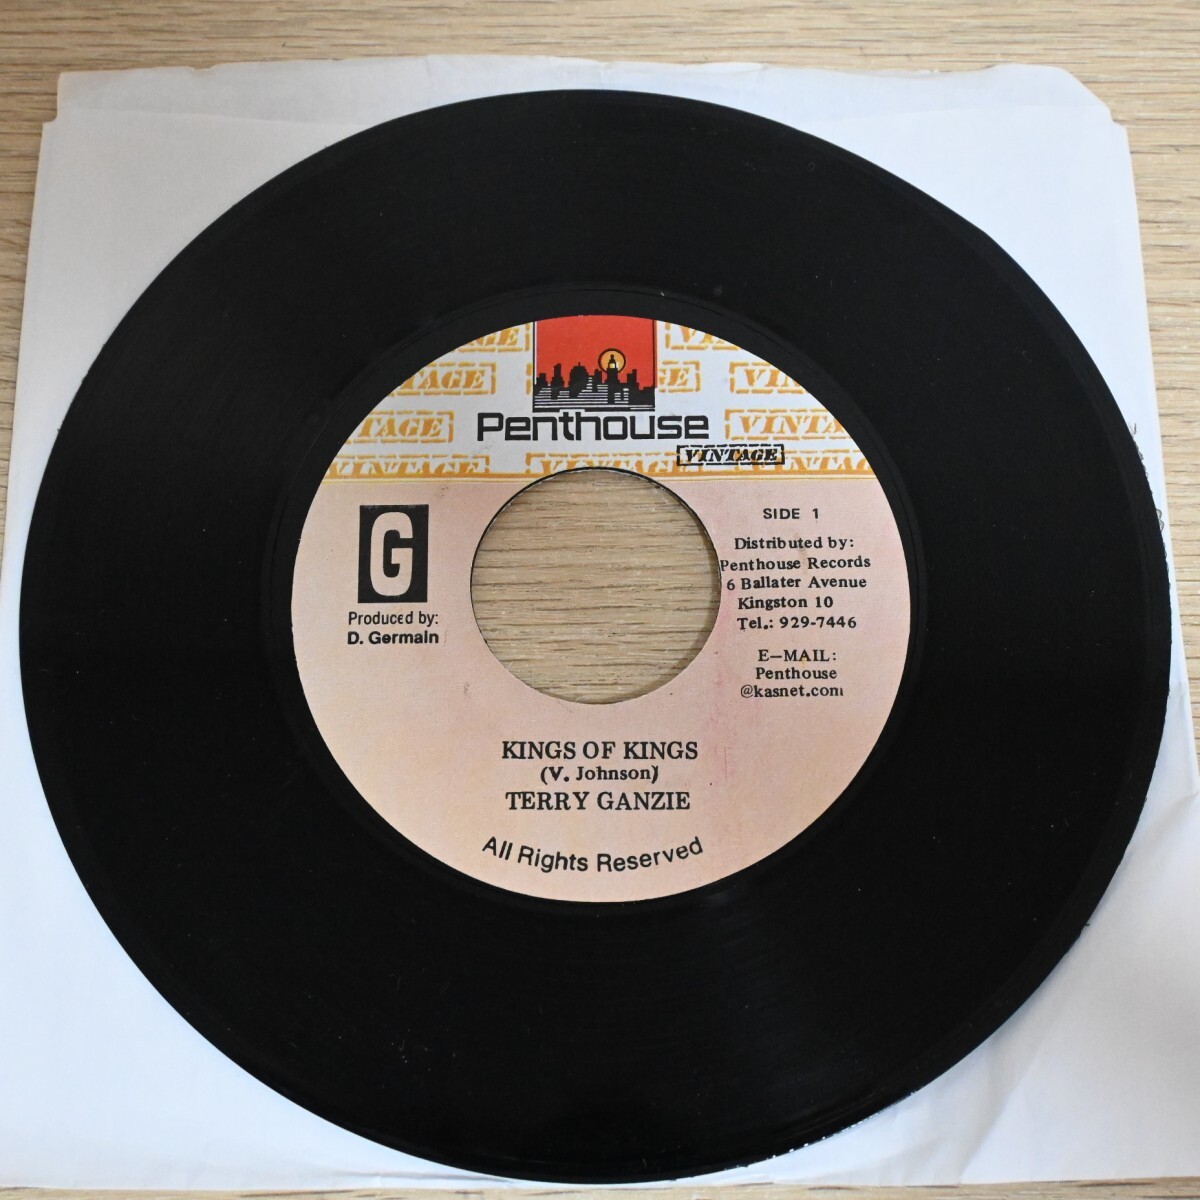 VINTAGE
VINTAGE
VINTAGE
Penthouse
VINTAGE
G
Produced by:
D. Germain
SIDE 1
Distributed by:
Penthouse Records
6 Ballater Avenue
Kingston 10
Tel.: 929-7446
E-MAIL:
Penthouse
@kasnet.com
KINGS OF KINGS
(V. Johnson)
TERRY GANZIE
All Rights Reserved